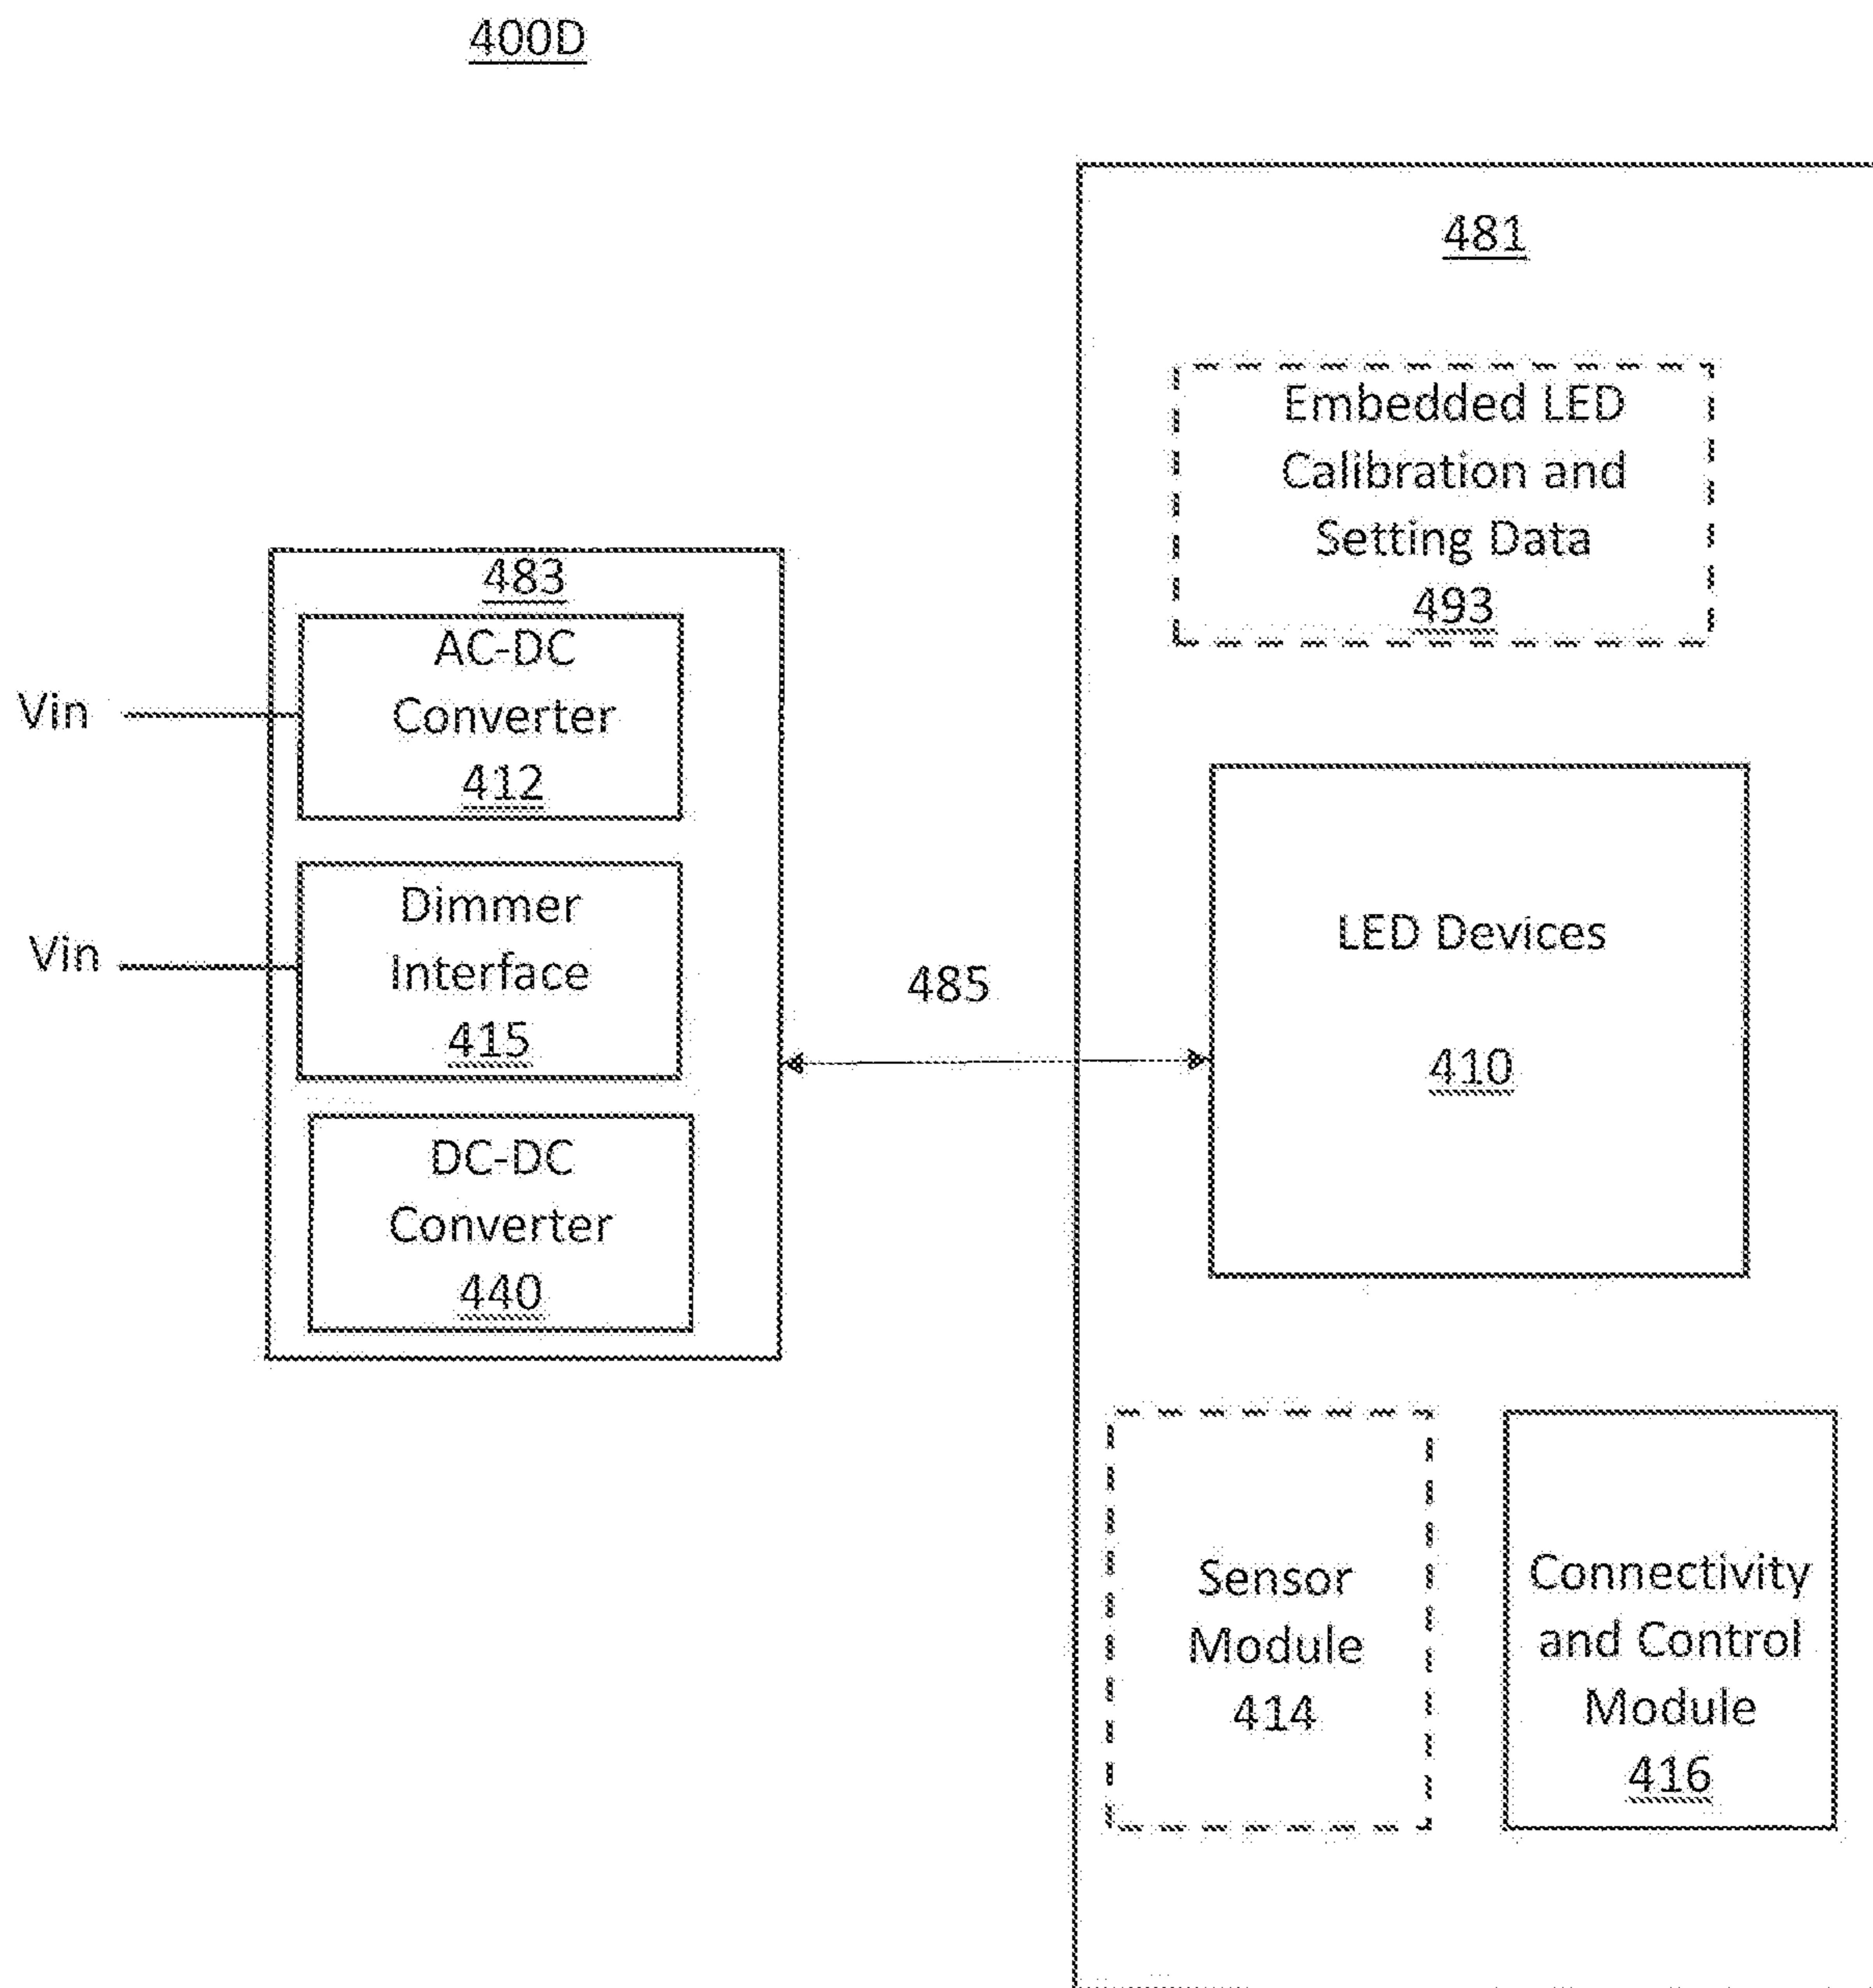 400D
481
Embedded LED
Calibration and
Setting Data
493
483
AC-DC
Converter
412
Vin
Dimmer
Interface
415
Vin
DC-DC
Converter
440
485
LED Devices
410
Sensor
Module
414
Connectivity
and Control
Module
416